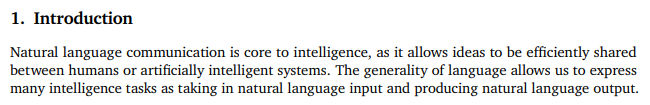 1. Introduction
Natural language communication is core to intelligence, as it allows ideas to be efficiently shared
between humans or artificially intelligent systems. The generality of language allows us to express
many intelligence tasks as taking in natural language input and producing natural language output.